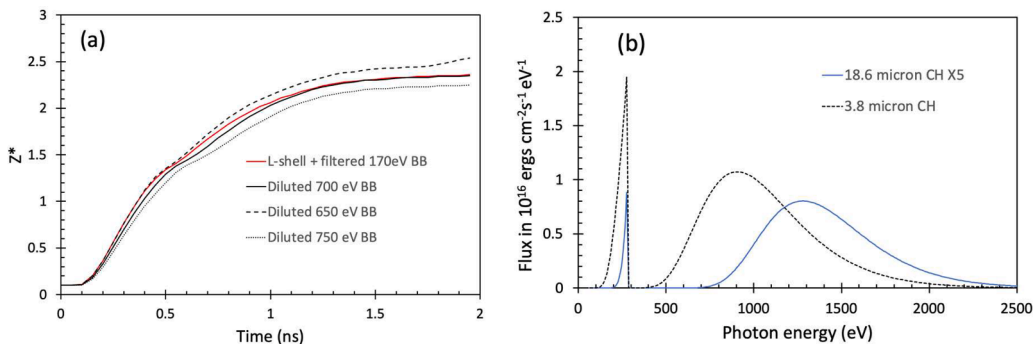 (a)
3
2.5
2
1.5
1
0.5
0
Z*
L-shell + filtered 170eV BB
Diluted 700 eV BB
Diluted 650 eV BB
Diluted 750 eV BB
0 0.5 1 1.5 2
Time (ns)
(b)
2.5
2
1.5
1
0.5
0
Flux in 10¹⁶ ergs cm⁻²s⁻¹ eV⁻¹
18.6 micron CH X5
3.8 micron CH
0 500 1000 1500 2000 2500
Photon energy (eV)